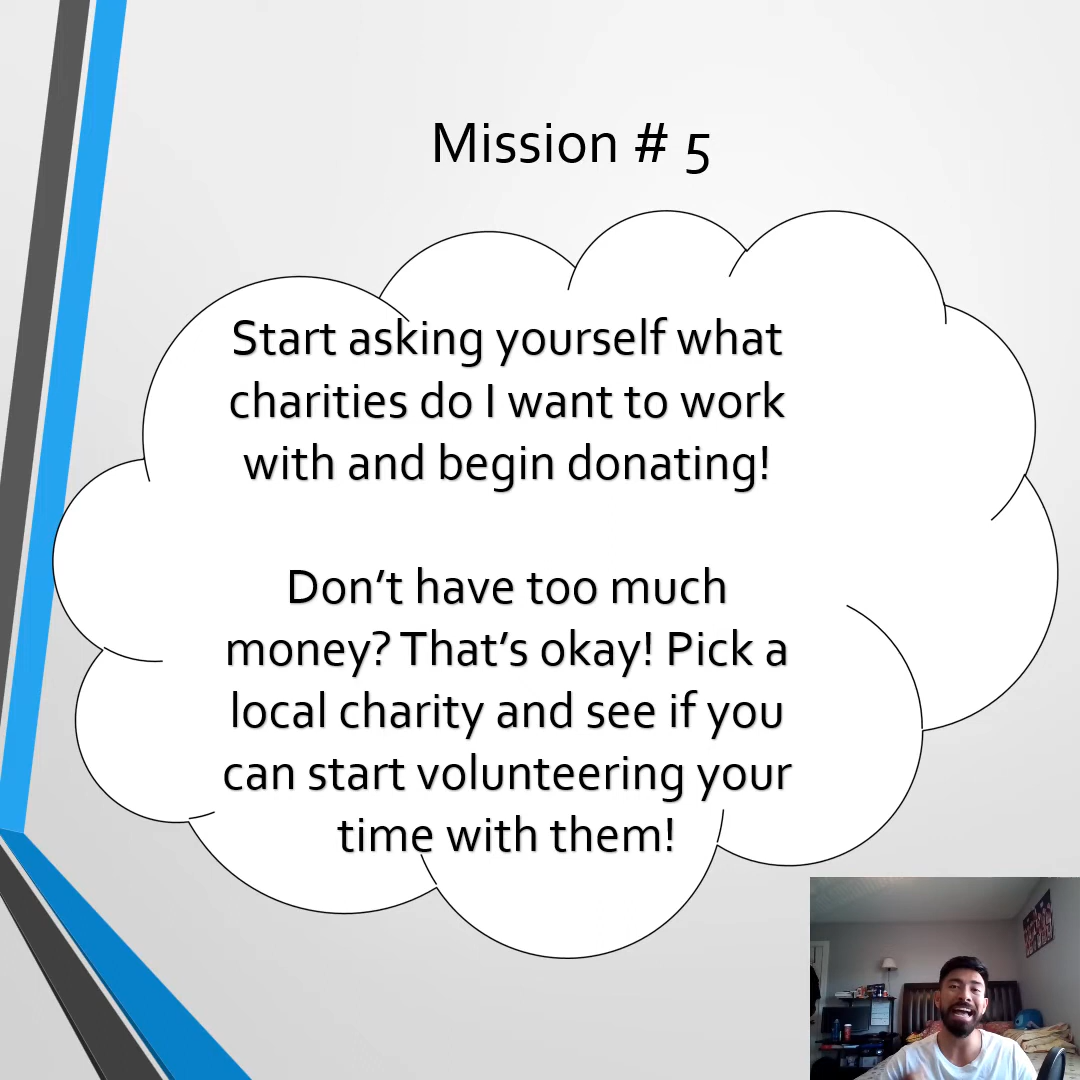 Mission # 5
Start asking yourself what
charities do I want to work
with and begin donating!
Don’t have too much
money? That’s okay! Pick a
local charity and see if you
can start volunteering your
time with them!